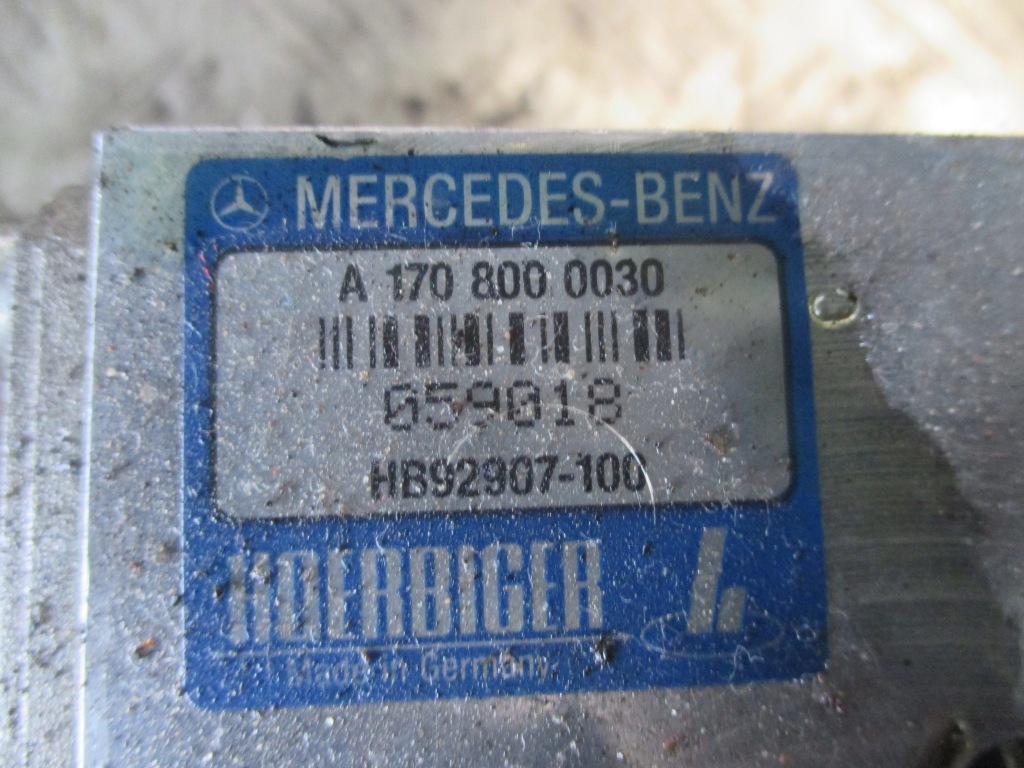 MERCEDES-BENZ
A 170 800 0030
059018
HB92907-100
HOERBIGER
Made in Germany